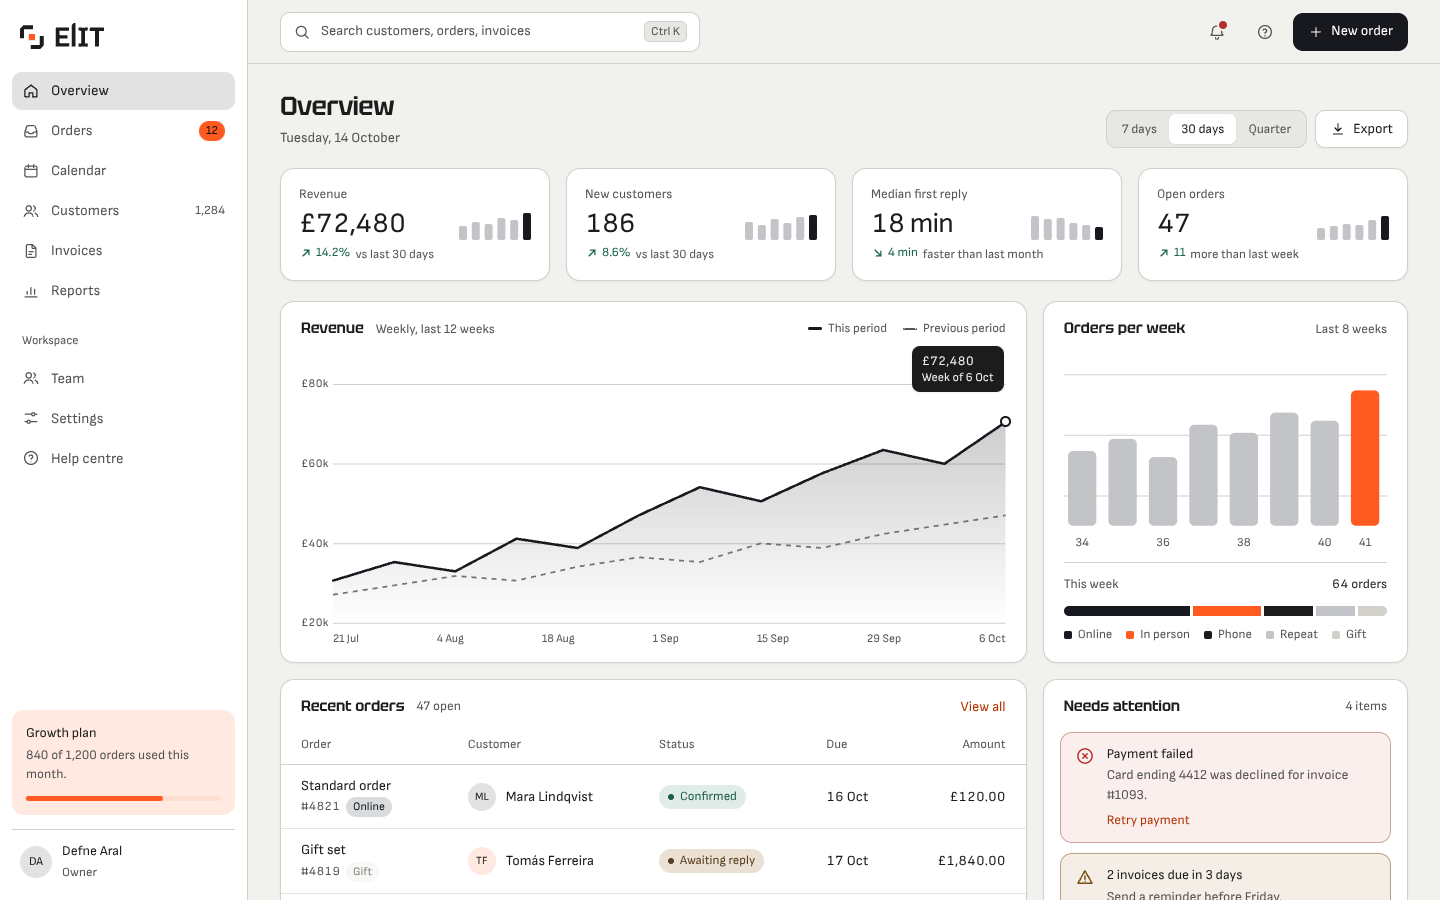 ElIT
Overview
Orders 12
Calendar
Customers 1,284
Invoices
Reports
Workspace
Team
Settings
Help centre
Growth plan
840 of 1,200 orders used this
month.
DA
Defne Aral
Owner
Search customers, orders, invoices Ctrl K
New order
Overview
Tuesday, 14 October
7 days 30 days Quarter
Export
Revenue
£72,480
14.2% vs last 30 days
New customers
186
8.6% vs last 30 days
Median first reply
18 min
4 min faster than last month
Open orders
47
11 more than last week
Revenue Weekly, last 12 weeks
This period Previous period
£72,480
Week of 6 Oct
£80k
£60k
£40k
£20k
21 Jul 4 Aug 18 Aug 1 Sep 15 Sep 29 Sep 6 Oct
Orders per week Last 8 weeks
34 36 38 40 41
This week 64 orders
Online In person Phone Repeat Gift
Recent orders 47 open View all
Order Customer Status Due Amount
Standard order
#4821 Online
ML Mara Lindqvist Confirmed 16 Oct £120.00
Gift set
#4819 Gift
TF Tomás Ferreira Awaiting reply 17 Oct £1,840.00
Needs attention 4 items
Payment failed
Card ending 4412 was declined for invoice
#1093.
Retry payment
2 invoices due in 3 days
Send a reminder before Friday.